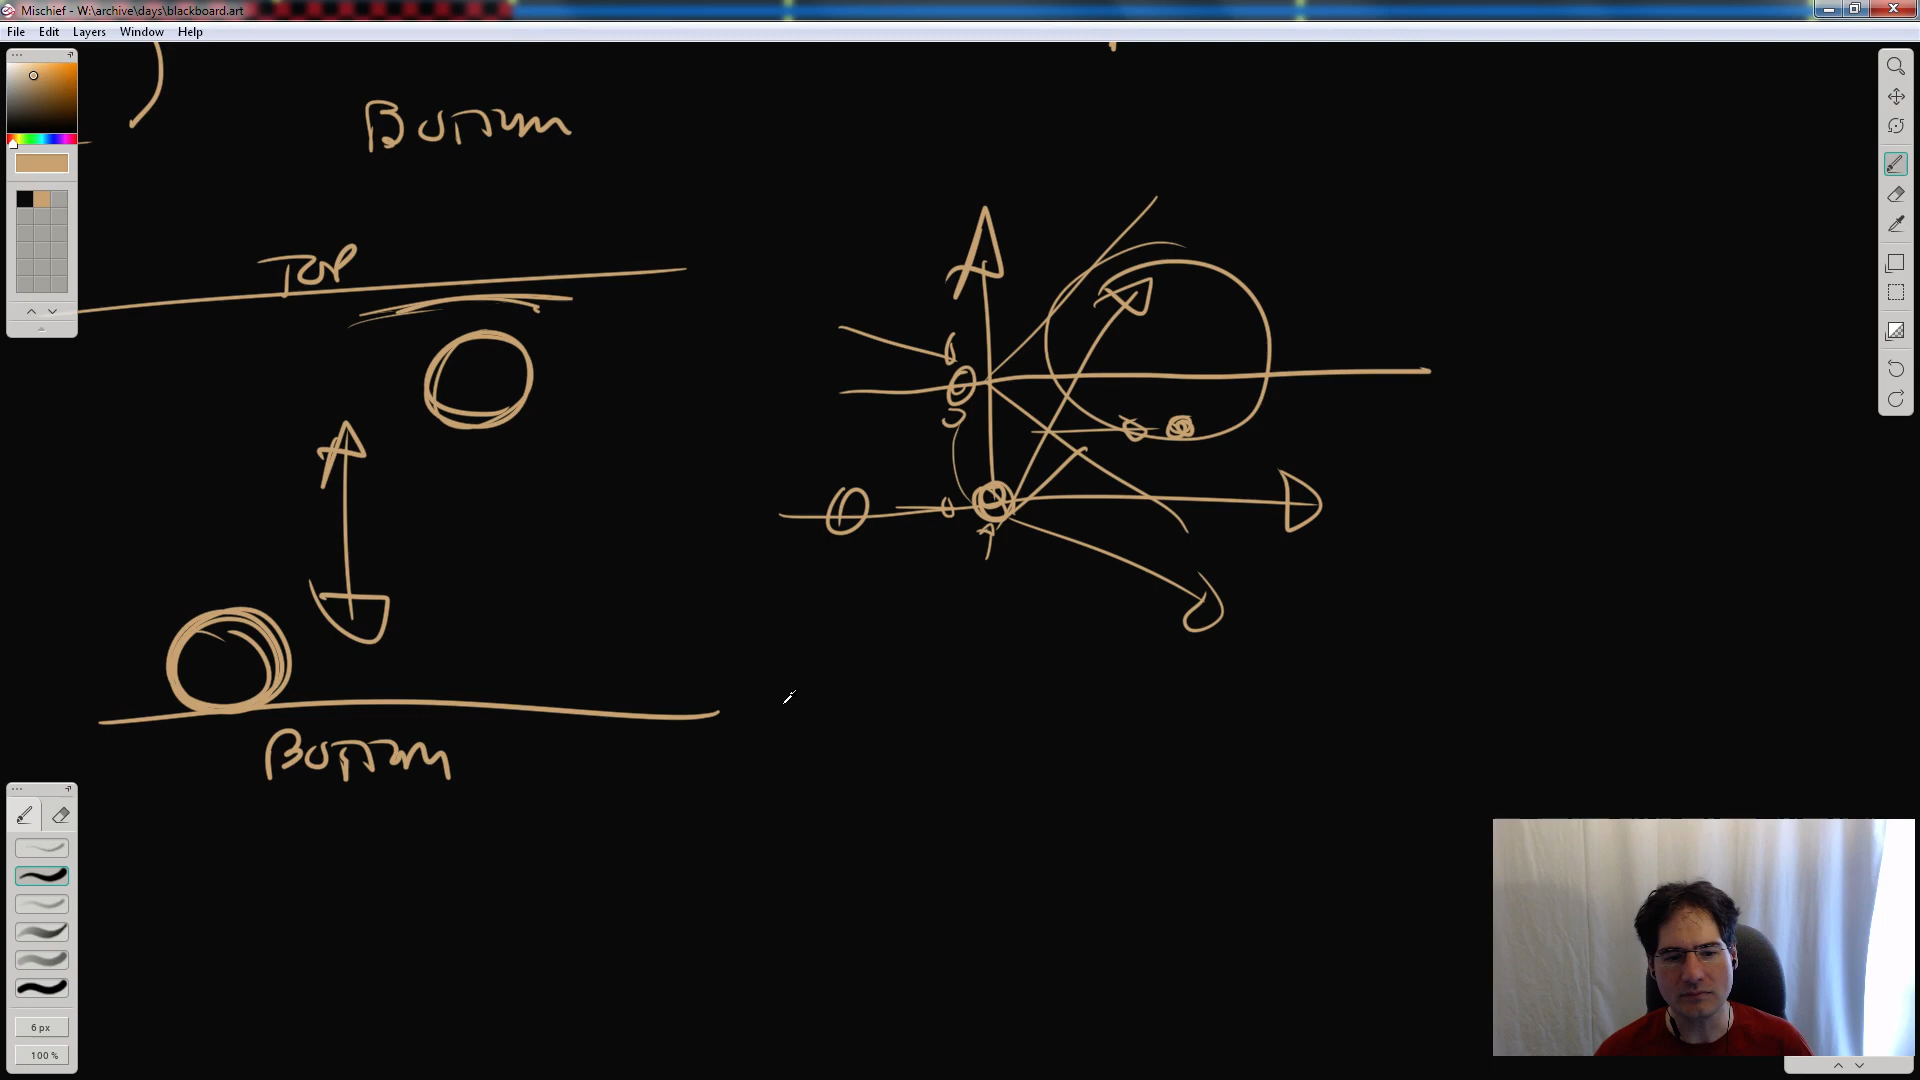 Mischief - W:\archive\days\blackboard.art
File Edit Layers Window Help
Bottom
TOP
Bottom
6 px
100 %